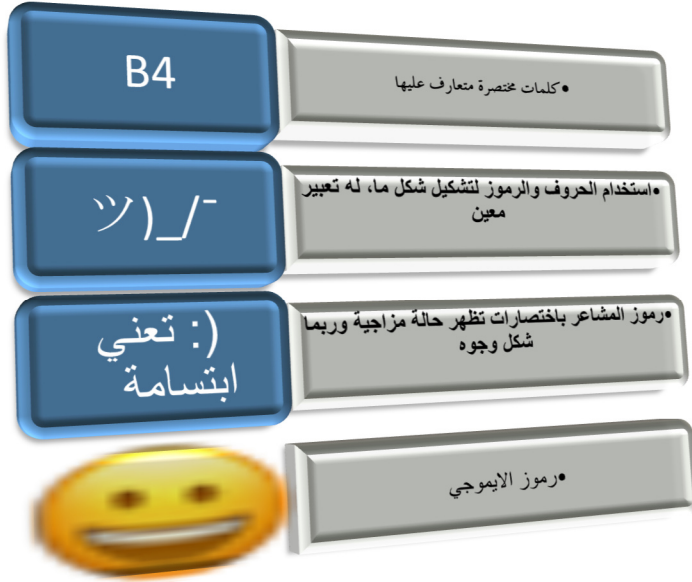 B4
•كلمات مختصرة متعارف عليها
ツ)_/¯
•استخدام الحروف والرموز لتشكيل شكل ما، له تعبير
معين
(: تعني
ابتسامة
•رموز المشاعر باختصارات تظهر حالة مزاجية وربما
شكل وجوه
•رموز الايموجي